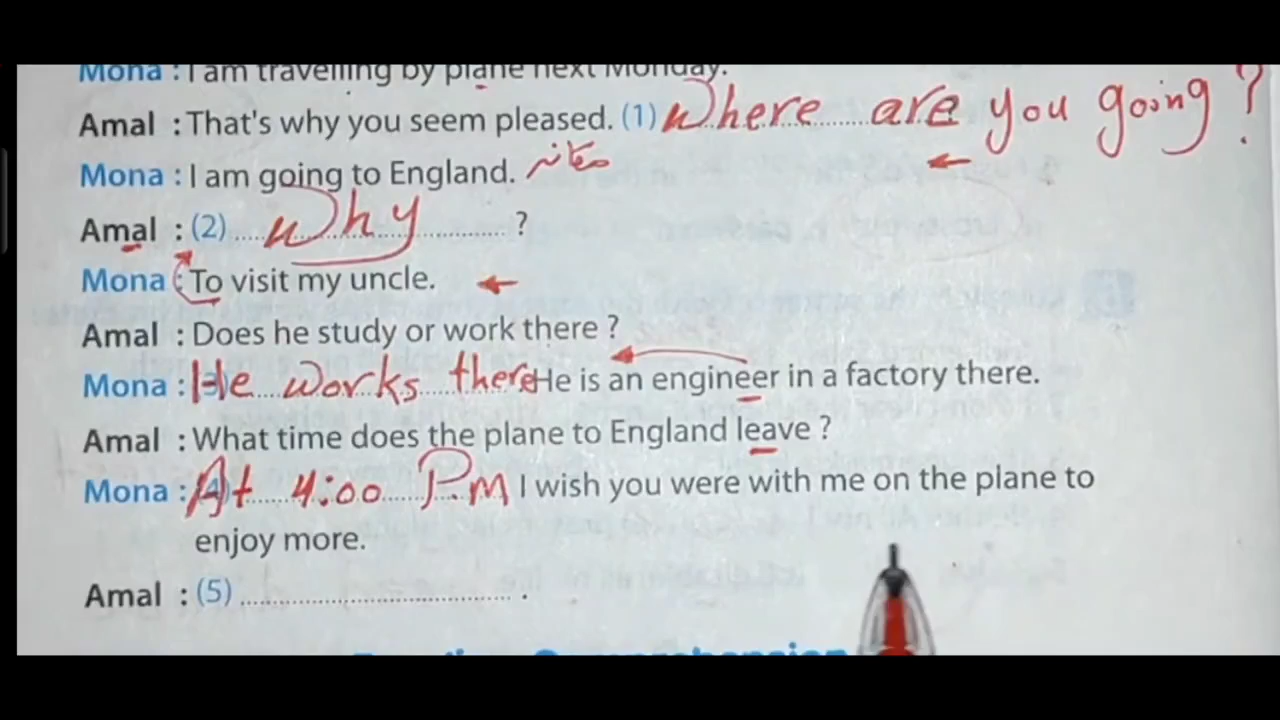 Mona : I am travelling by plane next Monday.
Amal : That's why you seem pleased. (1) Where are you going ?
Mona : I am going to England. مكان
Amal : (2) Why ?
Mona : To visit my uncle.
Amal : Does he study or work there ?
Mona : He works there He is an engineer in a factory there.
Amal : What time does the plane to England leave ?
Mona : At 4:00 P.M I wish you were with me on the plane to
enjoy more.
Amal : (5) .
Comprehension